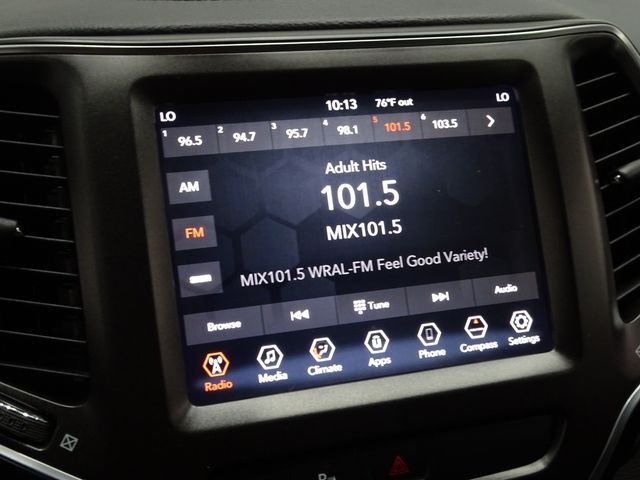 10:13 76°F out
LO LO
1 96.5 2 94.7 3 95.7 4 98.1 5 101.5 6 103.5
Adult Hits
AM
101.5
FM
MIX101.5
MIX101.5 WRAL-FM Feel Good Variety!
Browse Tune Audio
Radio Media Climate Apps Phone Compass Settings